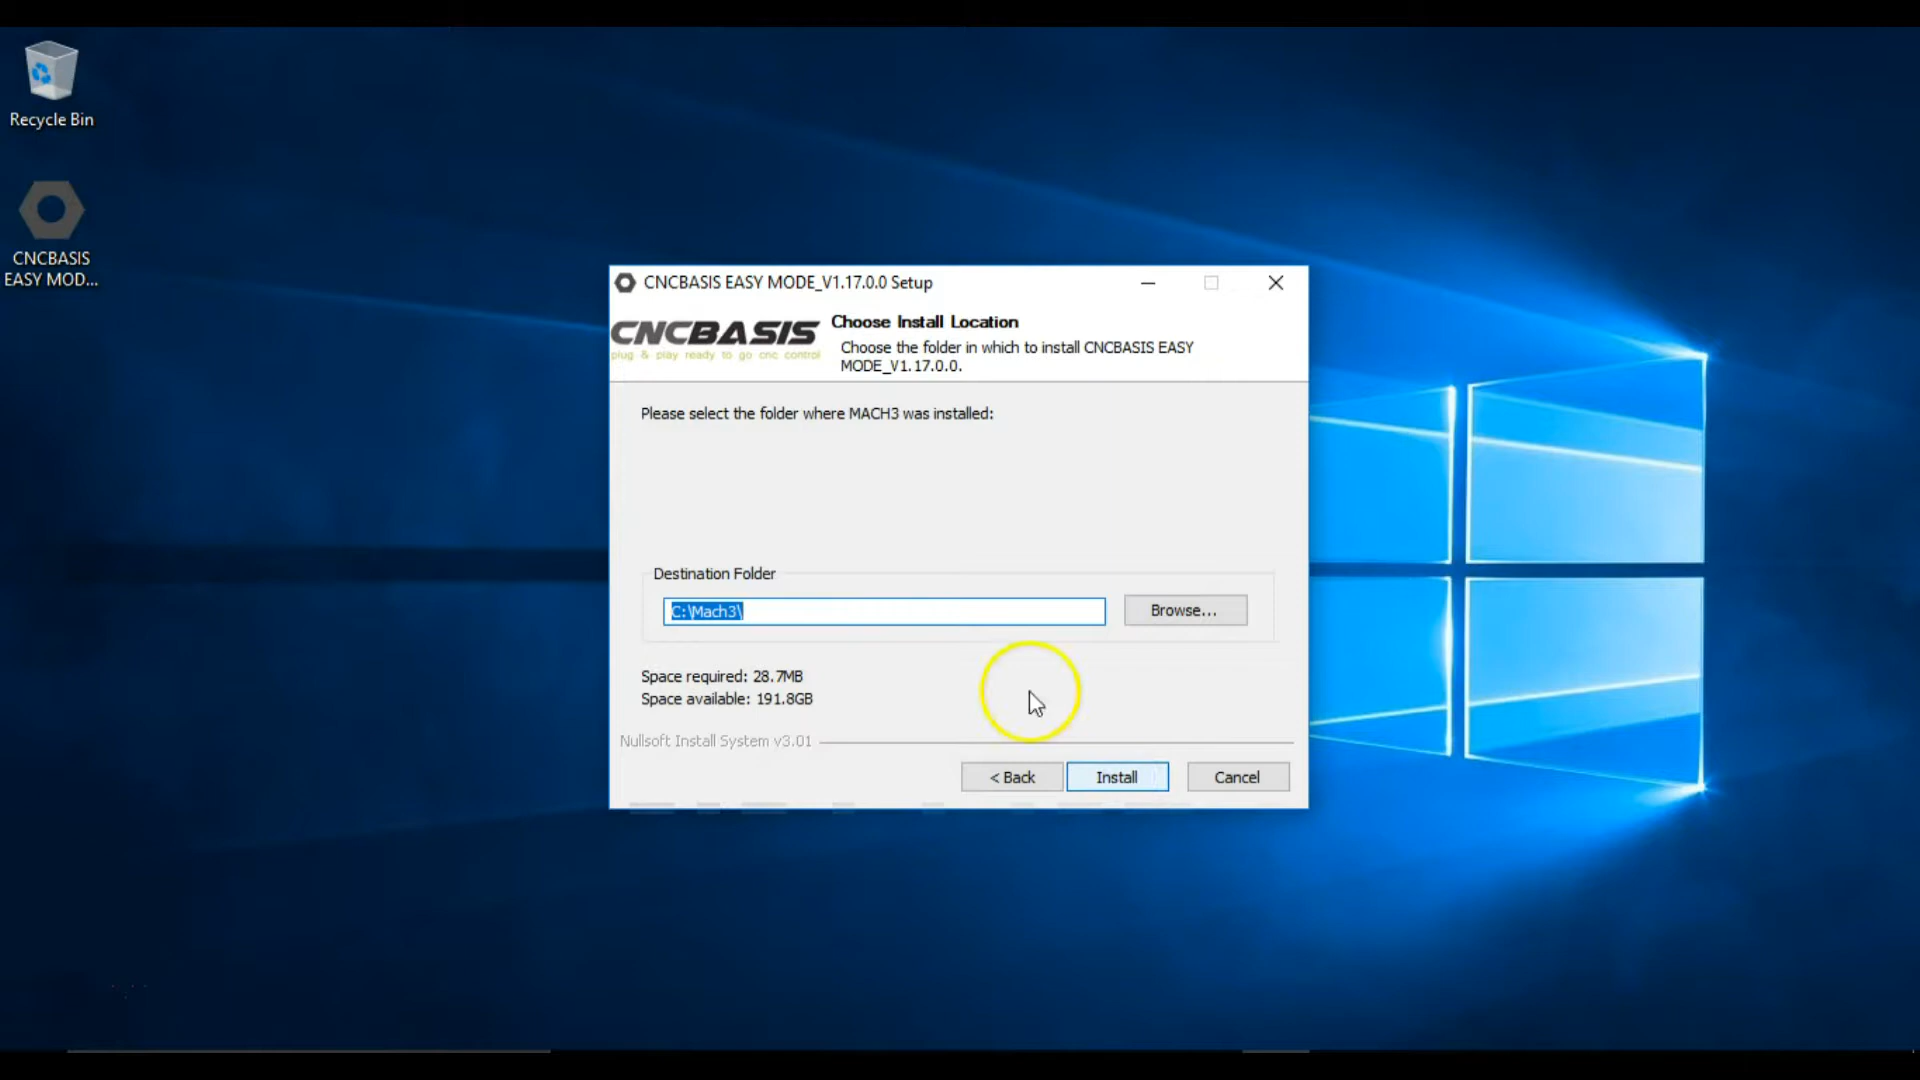 Recycle Bin
CNCBASIS
EASY MOD...
CNCBASIS EASY MODE_V1.17.0.0 Setup
CNCBASIS
plug & play ready to go cnc control
Choose Install Location
Choose the folder in which to install CNCBASIS EASY
MODE_V1.17.0.0.
Please select the folder where MACH3 was installed:
Destination Folder
C:\Mach3\
Browse...
Space required: 28.7MB
Space available: 191.8GB
Nullsoft Install System v3.01
< Back
Install
Cancel